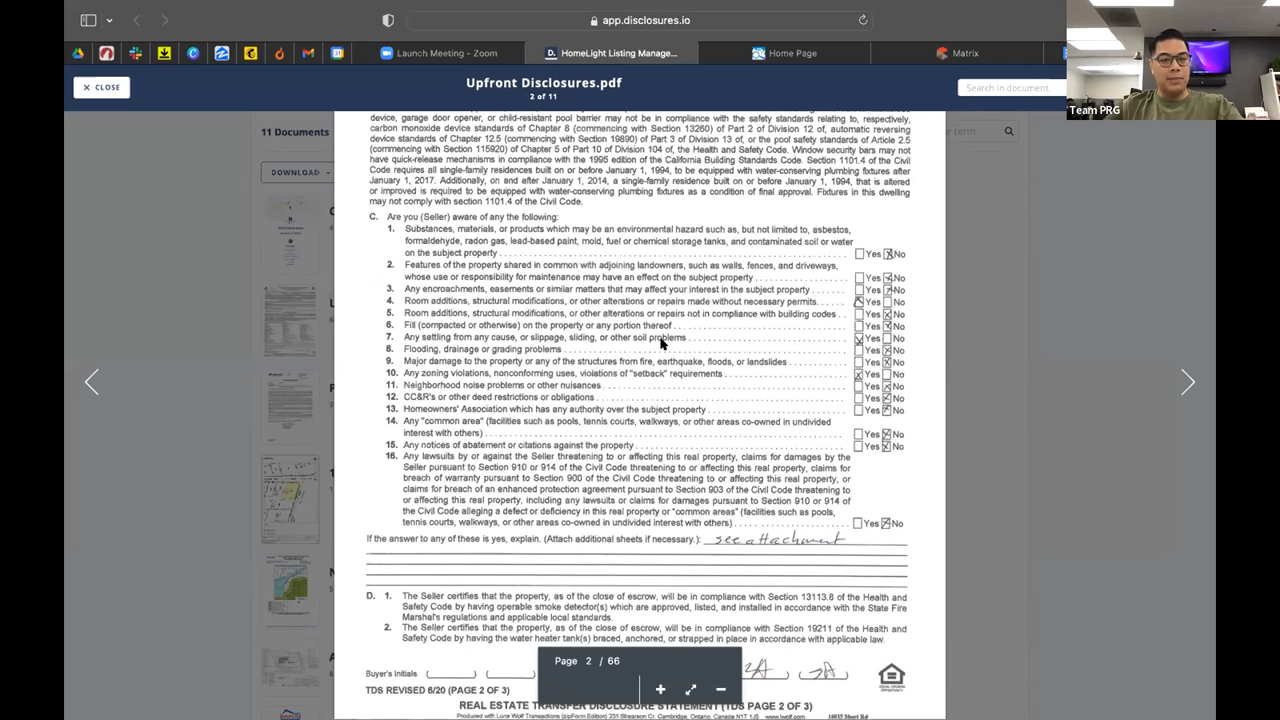 app.disclosures.io
Launch Meeting - Zoom
HomeLight Listing Manage...
Home Page
Matrix
Team PRG
CLOSE
Upfront Disclosures.pdf
2 of 11
Search in document
11 Documents
DOWNLOAD
or term
device, garage door opener, or child-resistant pool barrier may not be in compliance with the safety standards relating to, respectively,
carbon monoxide device standards of Chapter 8 (commencing with Section 13260) of Part 2 of Division 12 of, automatic reversing
device standards of Chapter 12.5 (commencing with Section 19890) of Part 3 of Division 13 of, or the pool safety standards of Article 2.5
(commencing with Section 115920) of Chapter 5 of Part 10 of Division 104 of, the Health and Safety Code. Window security bars may not
have quick-release mechanisms in compliance with the 1995 edition of the California Building Standards Code. Section 1101.4 of the Civil
Code requires all single-family residences built on or before January 1, 1994, to be equipped with water-conserving plumbing fixtures after
January 1, 2017. Additionally, on and after January 1, 2014, a single-family residence built on or before January 1, 1994, that is altered
or improved is required to be equipped with water-conserving plumbing fixtures as a condition of final approval. Fixtures in this dwelling
may not comply with section 1101.4 of the Civil Code.
C. Are you (Seller) aware of any the following:
1. Substances, materials, or products which may be an environmental hazard such as, but not limited to, asbestos,
formaldehyde, radon gas, lead-based paint, mold, fuel or chemical storage tanks, and contaminated soil or water
on the subject property Yes No
2. Features of the property shared in common with adjoining landowners, such as walls, fences, and driveways,
whose use or responsibility for maintenance may have an effect on the subject property Yes No
3. Any encroachments, easements or similar matters that may affect your interest in the subject property Yes No
4. Room additions, structural modifications, or other alterations or repairs made without necessary permits. Yes No
5. Room additions, structural modifications, or other alterations or repairs not in compliance with building codes Yes No
6. Fill (compacted or otherwise) on the property or any portion thereof Yes No
7. Any settling from any cause, or slippage, sliding, or other soil problems Yes No
8. Flooding, drainage or grading problems Yes No
9. Major damage to the property or any of the structures from fire, earthquake, floods, or landslides Yes No
10. Any zoning violations, nonconforming uses, violations of "setback" requirements Yes No
11. Neighborhood noise problems or other nuisances Yes No
12. CC&R's or other deed restrictions or obligations Yes No
13. Homeowners' Association which has any authority over the subject property Yes No
14. Any "common area" (facilities such as pools, tennis courts, walkways, or other areas co-owned in undivided
interest with others) Yes No
15. Any notices of abatement or citations against the property Yes No
16. Any lawsuits by or against the Seller threatening to or affecting this real property, claims for damages by the
Seller pursuant to Section 910 or 914 of the Civil Code threatening to or affecting this real property, claims for
breach of warranty pursuant to Section 900 of the Civil Code threatening to or affecting this real property, or
claims for breach of an enhanced protection agreement pursuant to Section 903 of the Civil Code threatening to
or affecting this real property, including any lawsuits or claims for damages pursuant to Section 910 or 914 of
the Civil Code alleging a defect or deficiency in this real property or "common areas" (facilities such as pools,
tennis courts, walkways, or other areas co-owned in undivided interest with others) Yes No
If the answer to any of these is yes, explain. (Attach additional sheets if necessary.): see attachment
D. 1. The Seller certifies that the property, as of the close of escrow, will be in compliance with Section 13113.8 of the Health and
Safety Code by having operable smoke detector(s) which are approved, listed, and installed in accordance with the State Fire
Marshal's regulations and applicable local standards.
2. The Seller certifies that the property, as of the close of escrow, will be in compliance with Section 19211 of the Health and
Safety Code by having the water heater tank(s) braced, anchored, or strapped in place in accordance with applicable law.
Page 2 / 66
Buyer's Initials ( ) (
TDS REVISED 6/20 (PAGE 2 OF 3)
REAL ESTATE TRANSFER DISCLOSURE STATEMENT (TDS PAGE 2 OF 3)
Produced with Lone Wolf Transactions (zipForm Edition) 231 Shearson Cr. Cambridge, Ontario, Canada N1T 1J5 www.lwolf.com 16015 Short Rd